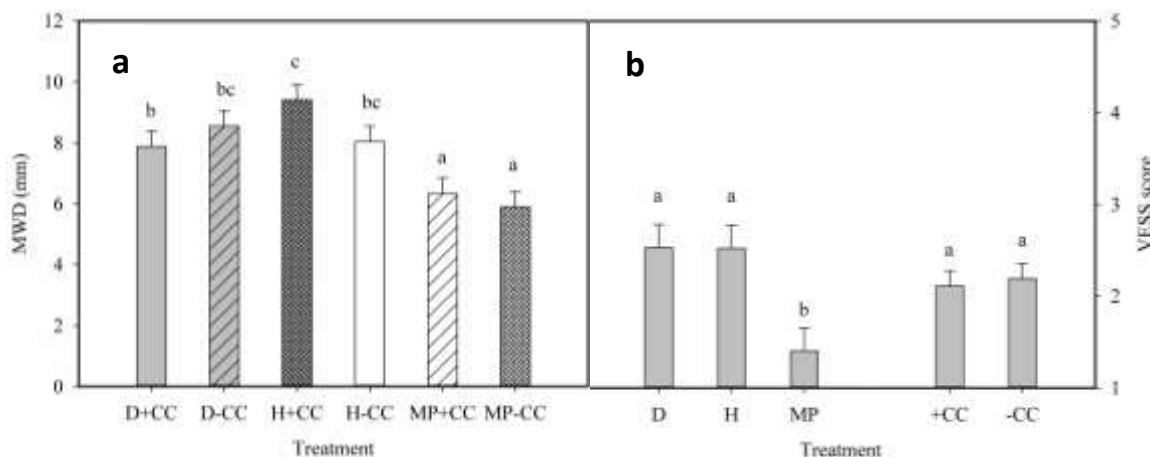 a
MWD (mm)
12
10
8
6
4
2
0
b
bc
c
bc
a
a
D+CC D-CC H+CC H-CC MP+CC MP-CC
Treatment
b
a
a
b
a
a
D H MP +CC -CC
Treatment
5
4
3
2
1
VESS score